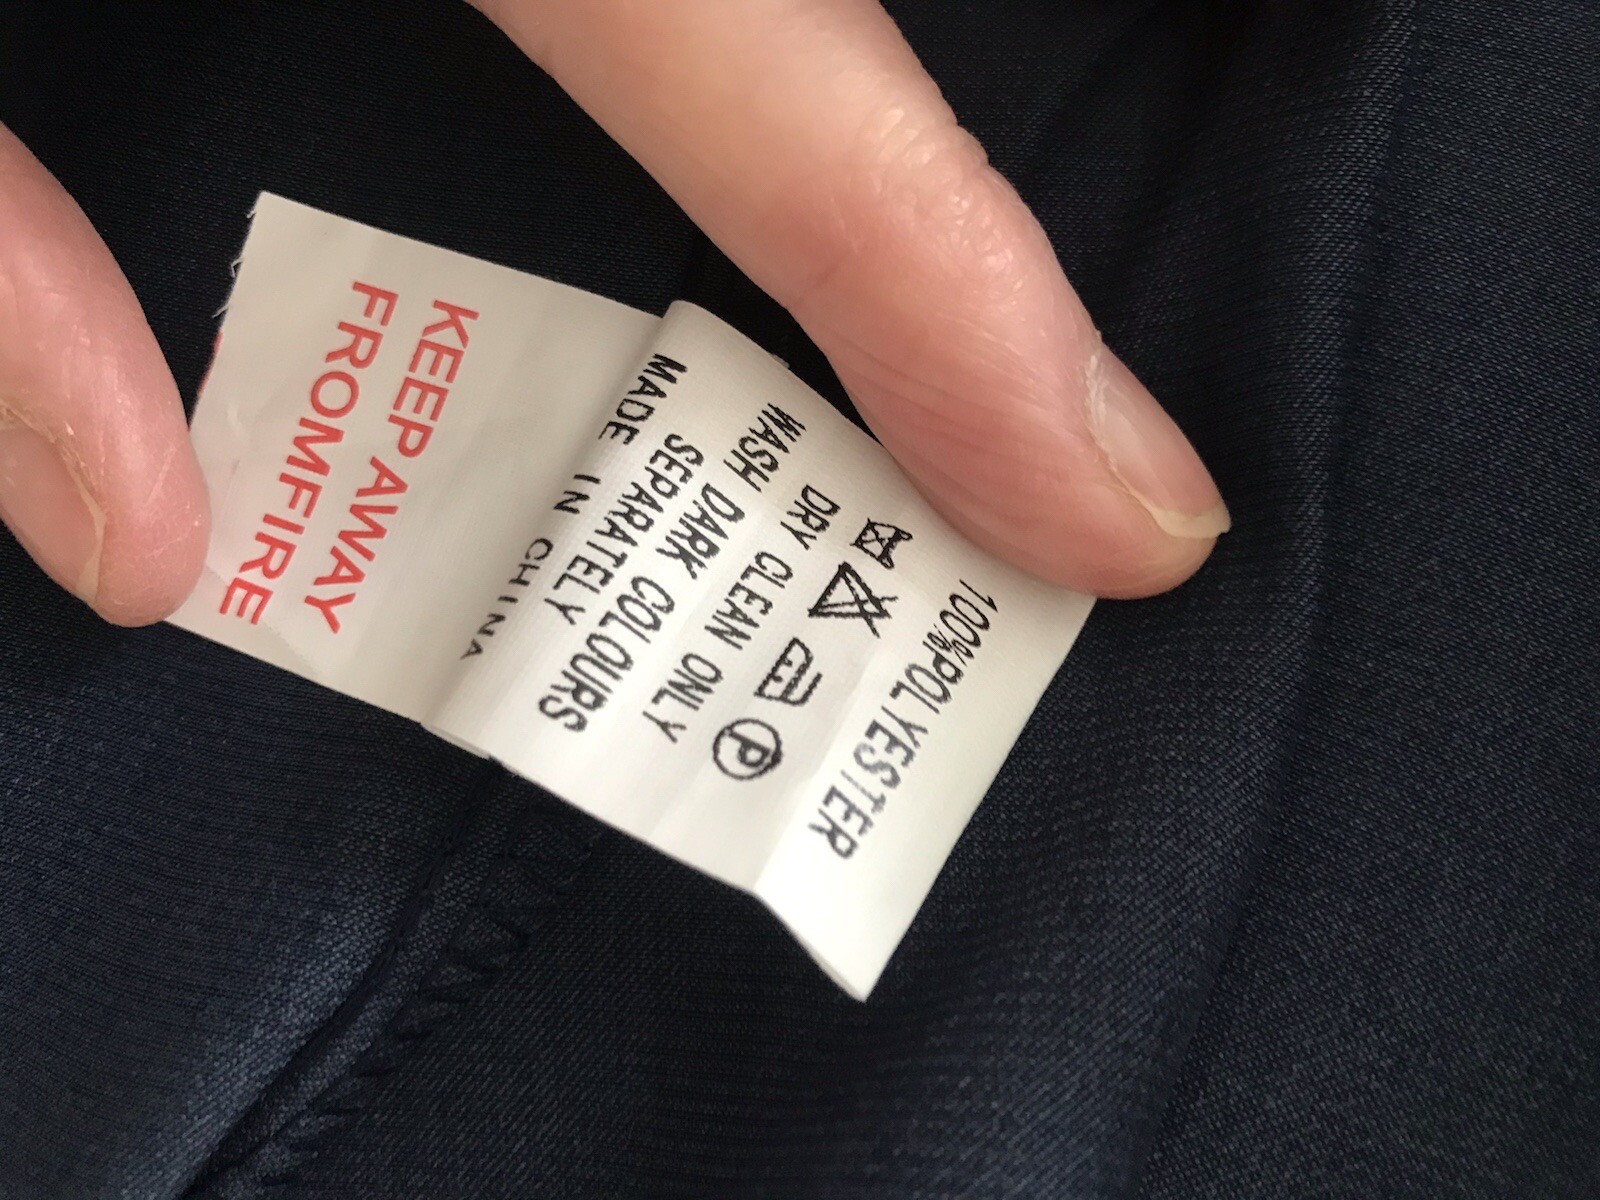 100%POLYESTER
P
DRY CLEAN ONLY
WASH DARK COLOURS
SEPARATELY
MADE IN CHINA
KEEP AWAY
FROMFIRE